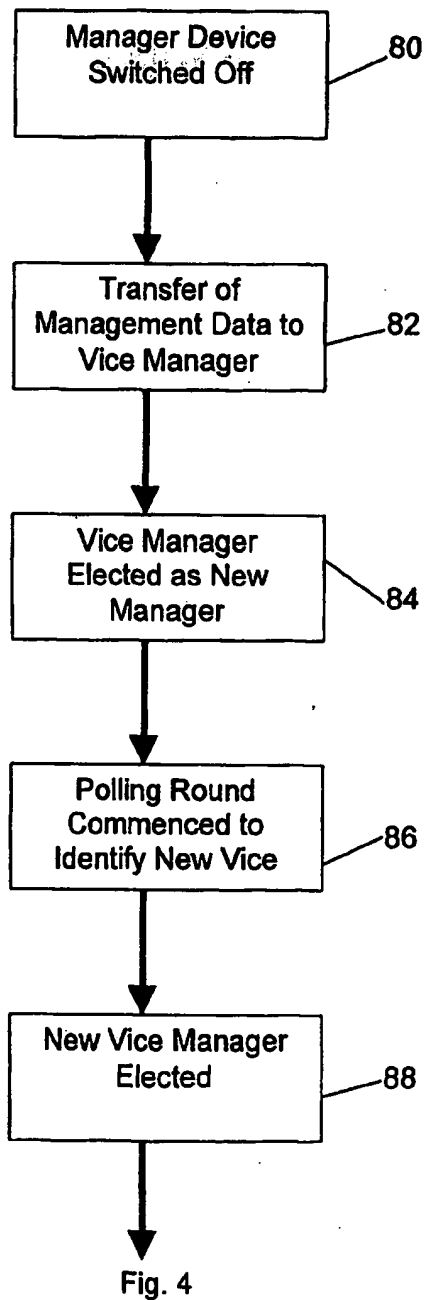 Manager Device
Switched Off
80
Transfer of
Management Data to
Vice Manager
82
Vice Manager
Elected as New
Manager
84
Polling Round
Commenced to
Identify New Vice
86
New Vice Manager
Elected
88
Fig. 4